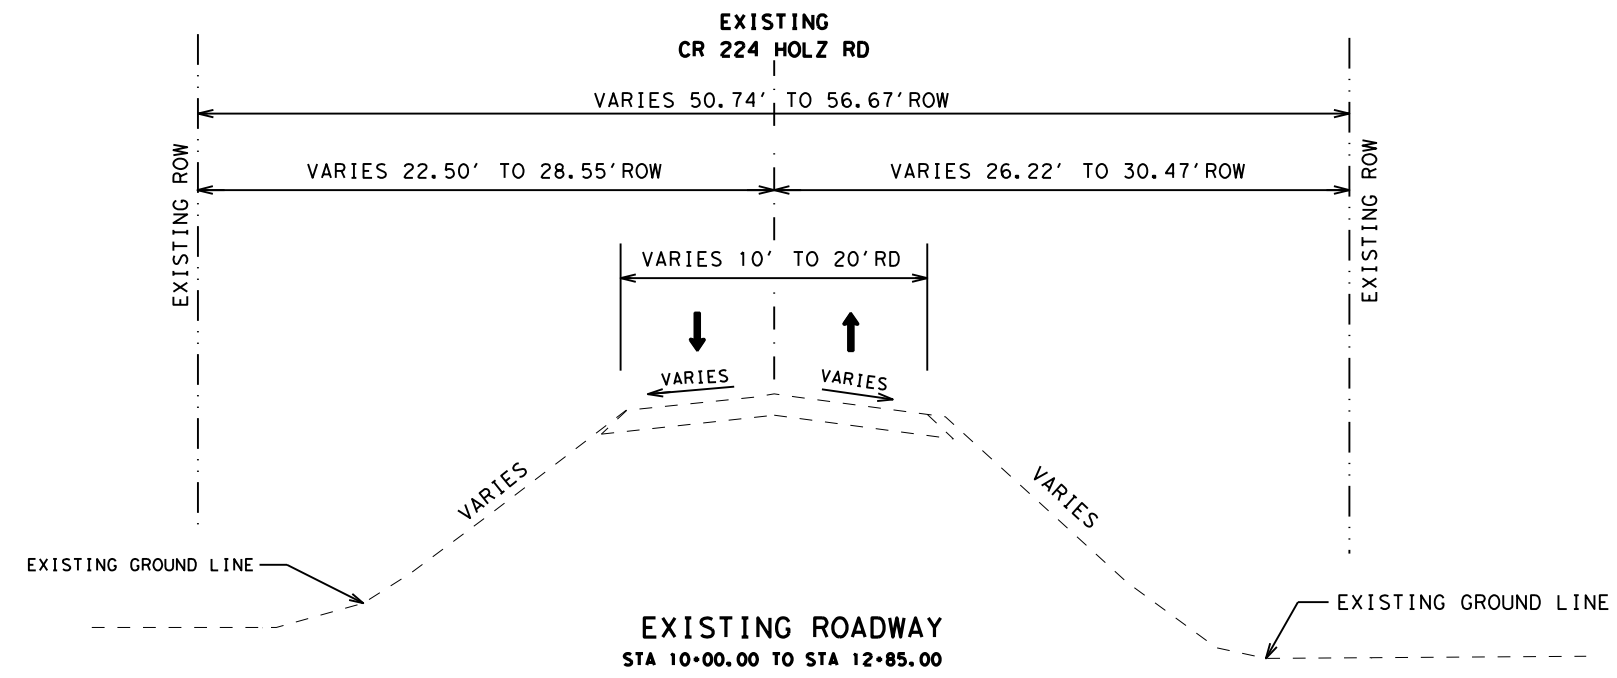 EXISTING
CR 224 HOLZ RD
VARIES 50.74' TO 56.67'ROW
VARIES 22.50' TO 28.55'ROW
VARIES 26.22' TO 30.47'ROW
EXISTING ROW
EXISTING ROW
VARIES 10' TO 20'RD
VARIES
VARIES
VARIES
VARIES
EXISTING GROUND LINE
EXISTING GROUND LINE
EXISTING ROADWAY
STA 10+00.00 TO STA 12+85.00